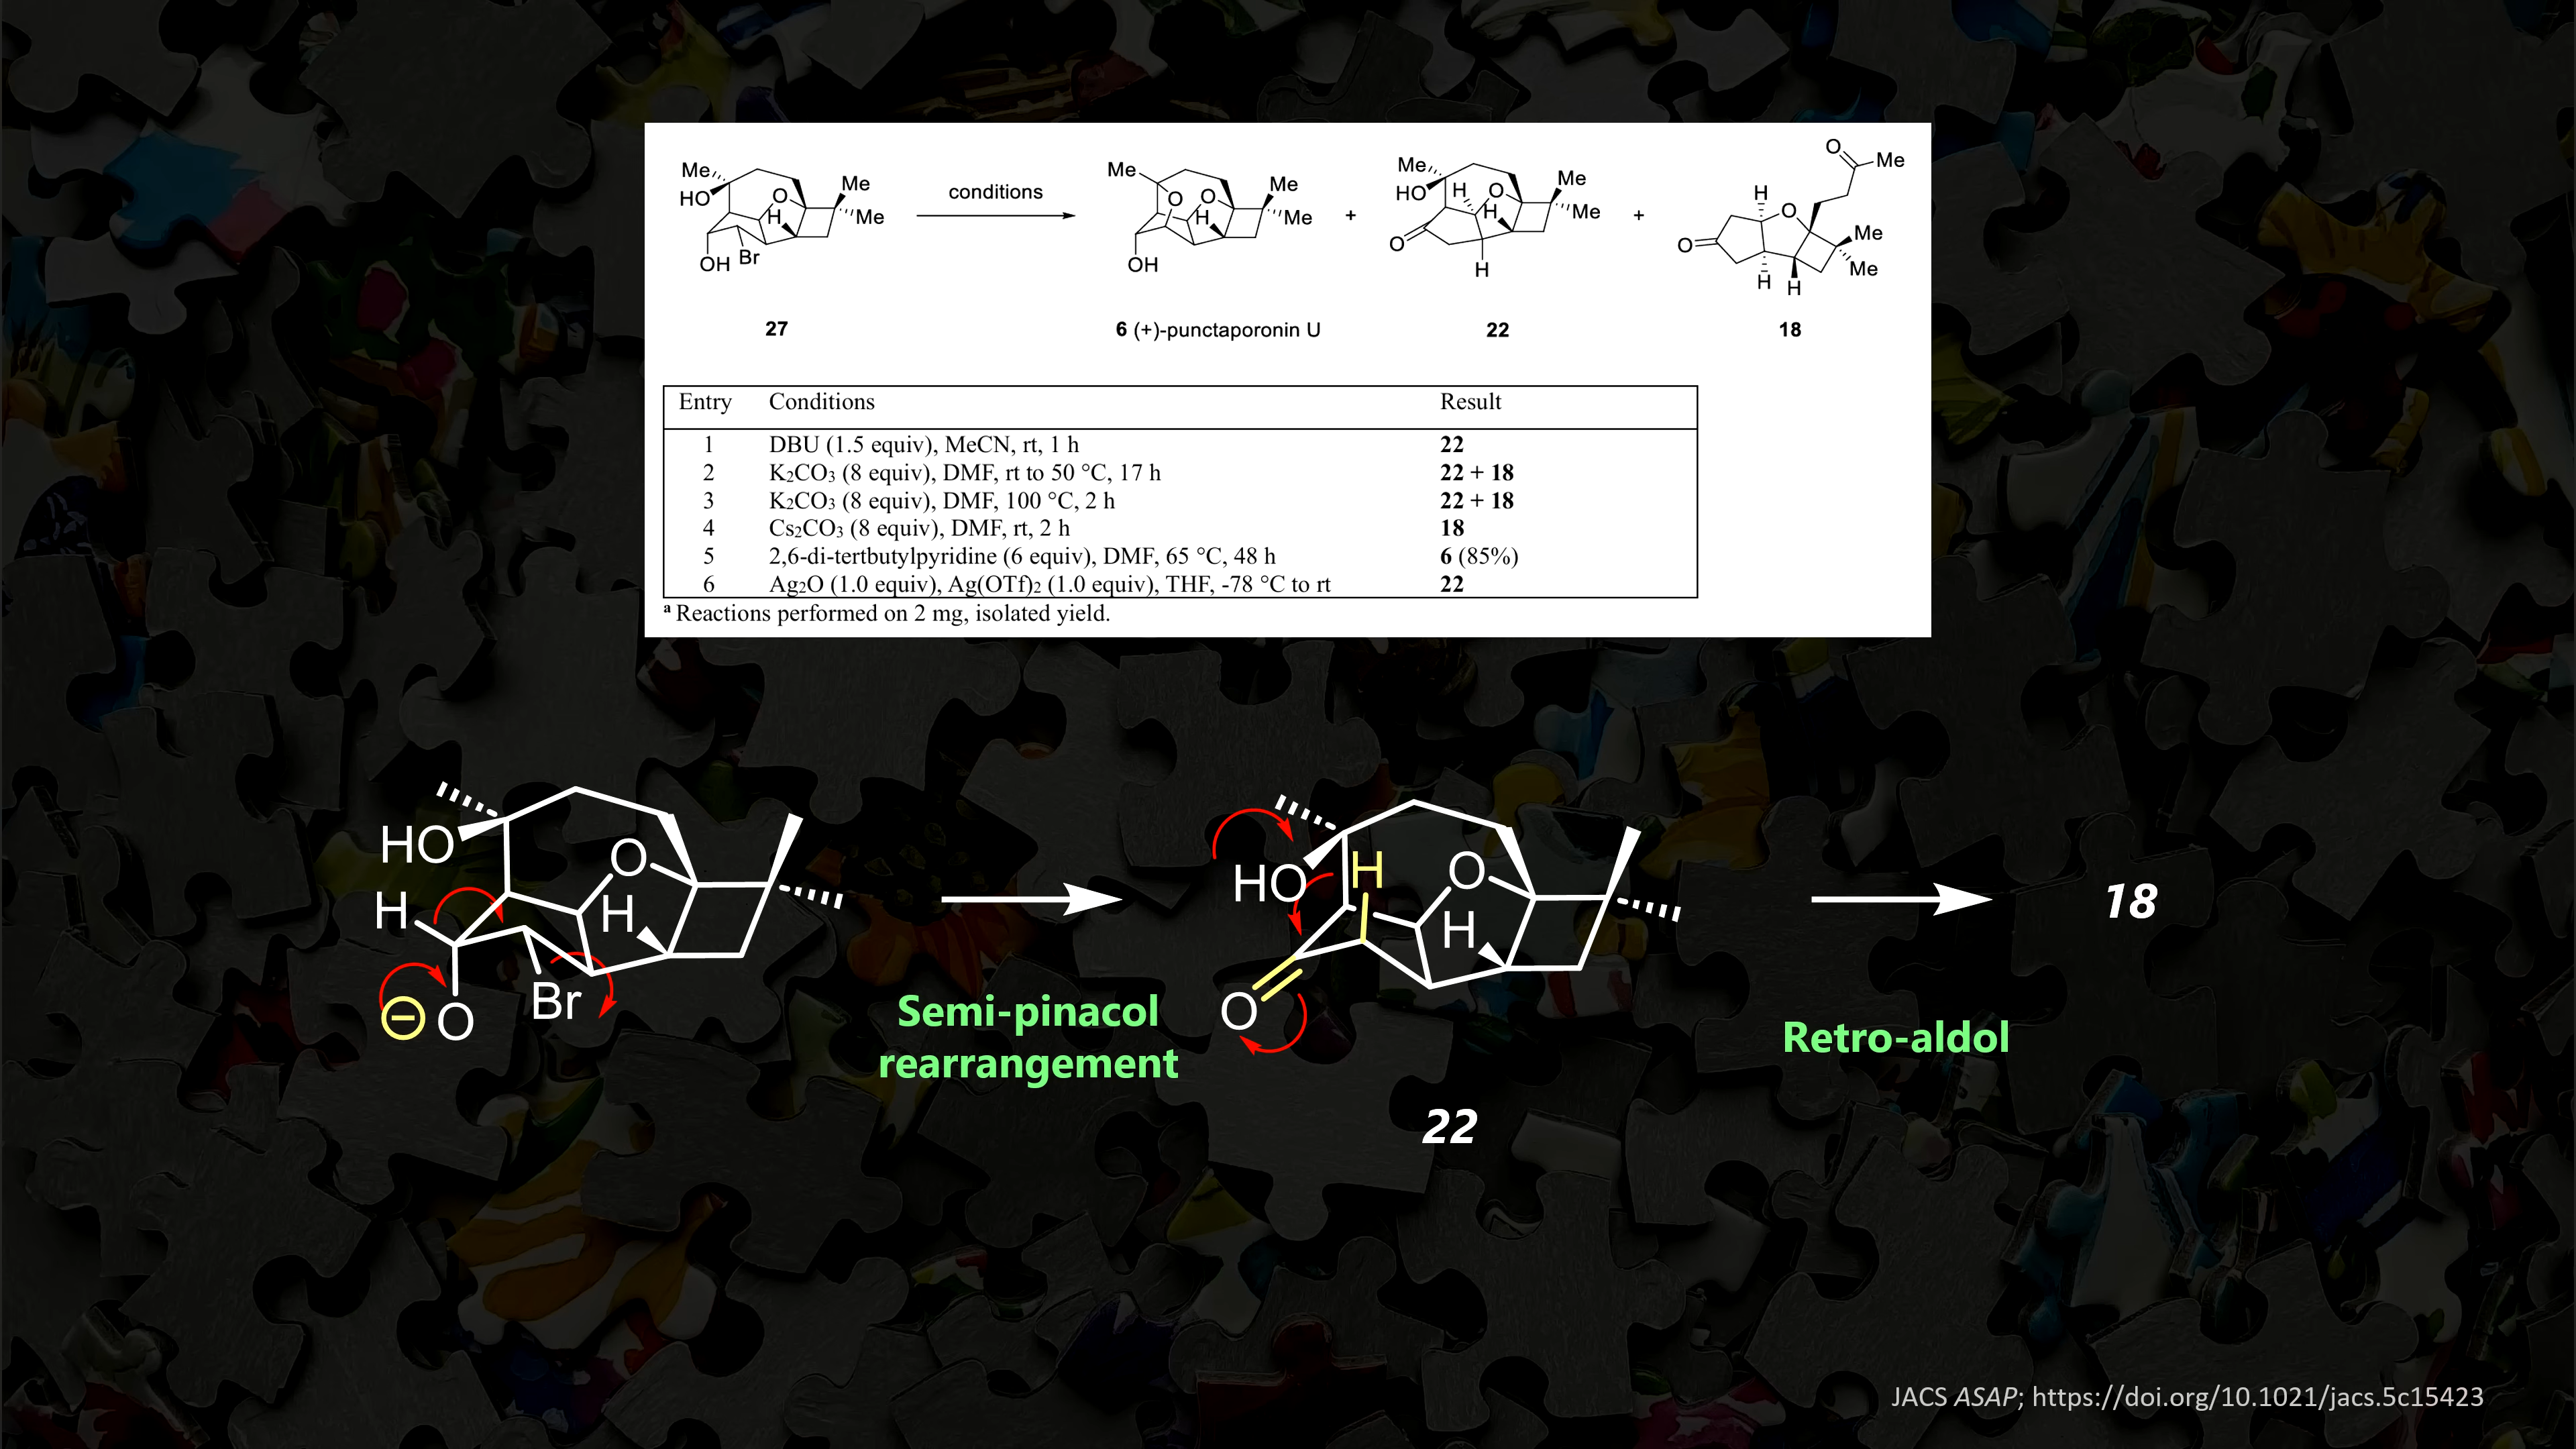 Me
HO
O
H
Me
Me
OH
Br
27
conditions
Me
O
O
H
Me
Me
OH
6 (+)-punctaporonin U
+
Me
HO
H
O
H
Me
Me
O
H
22
+
O
Me
H
O
O
Me
Me
H
H
18
Entry Conditions Result
1 DBU (1.5 equiv), MeCN, rt, 1 h 22
2 K₂CO₃ (8 equiv), DMF, rt to 50 °C, 17 h 22 + 18
3 K₂CO₃ (8 equiv), DMF, 100 °C, 2 h 22 + 18
4 Cs₂CO₃ (8 equiv), DMF, rt, 2 h 18
5 2,6-di-tertbutylpyridine (6 equiv), DMF, 65 °C, 48 h 6 (85%)
6 Ag₂O (1.0 equiv), Ag(OTf)₂ (1.0 equiv), THF, -78 °C to rt 22
ᵃ Reactions performed on 2 mg, isolated yield.
HO
O
H
H
Br
− O
Semi-pinacol
rearrangement
HO
H
O
H
O
22
Retro-aldol
18
JACS ASAP; https://doi.org/10.1021/jacs.5c15423